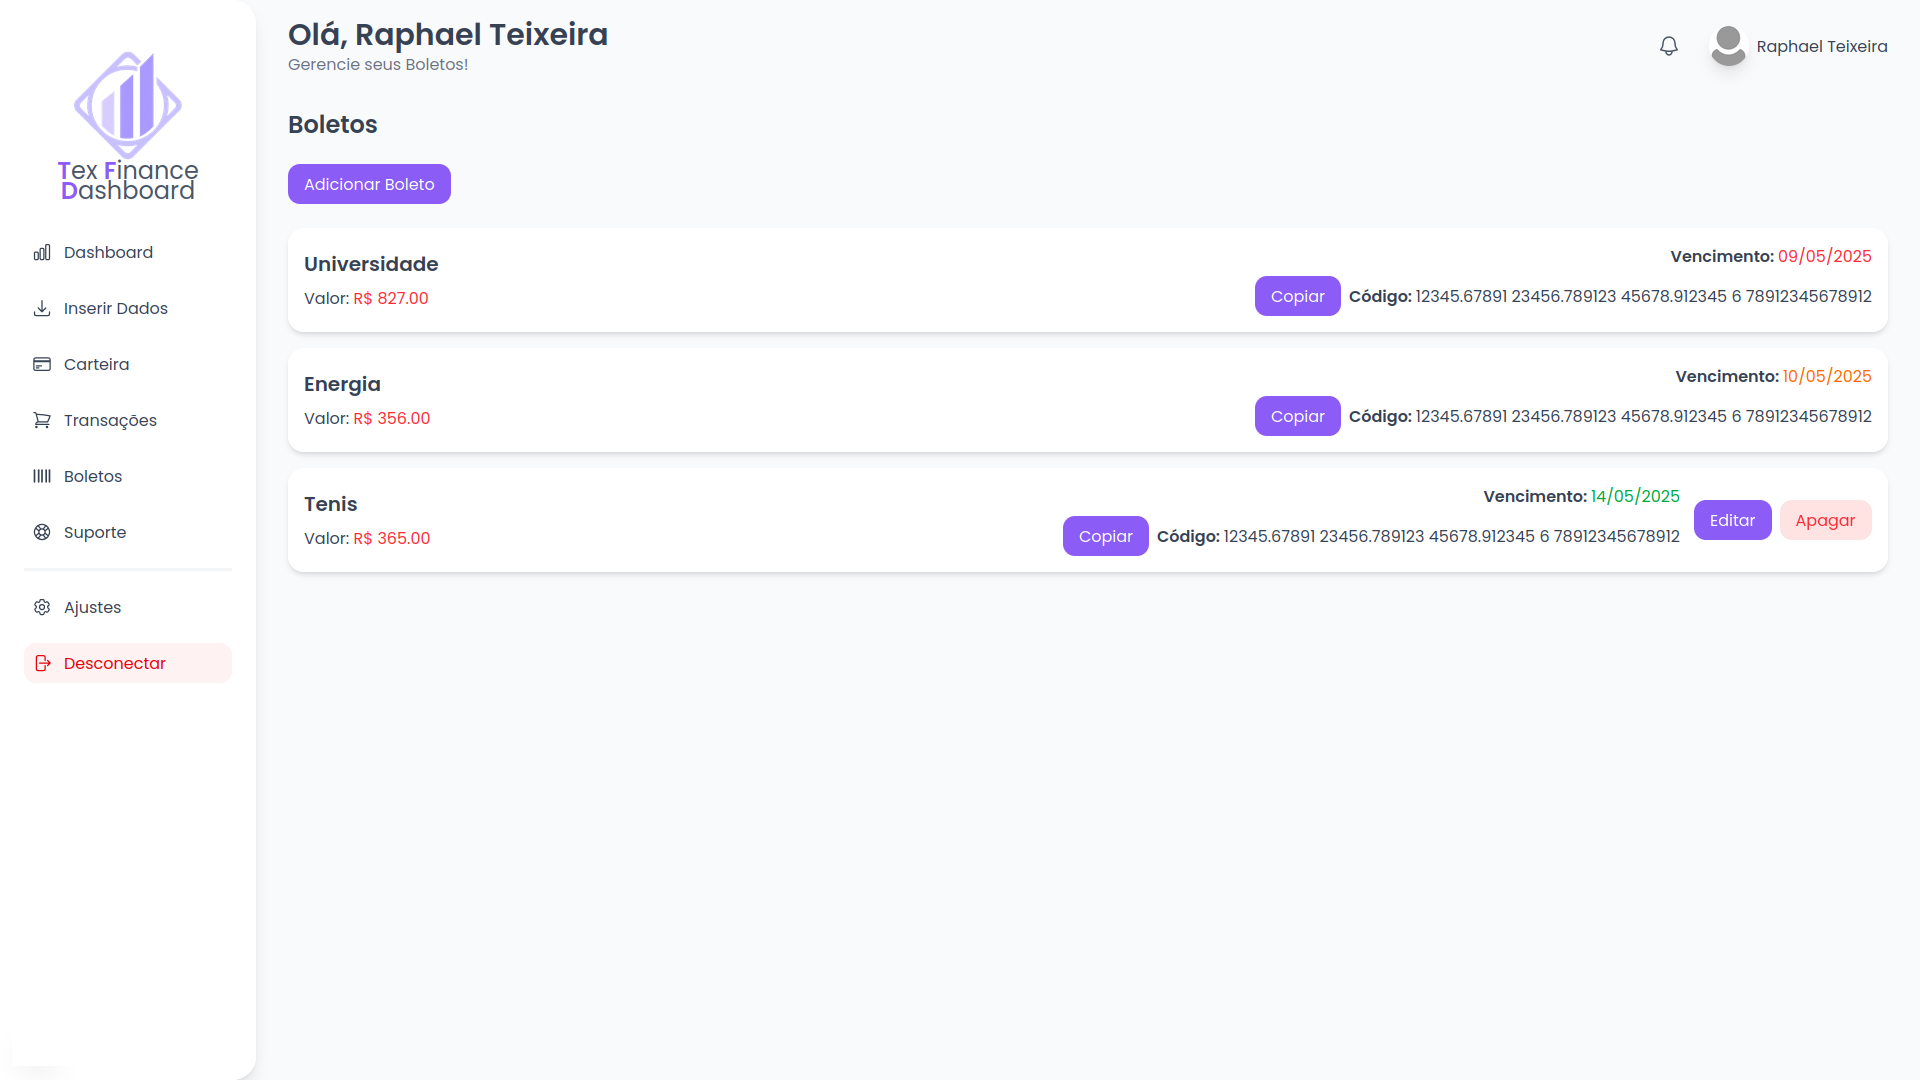 Tex Finance
Dashboard
Dashboard
Inserir Dados
Carteira
Transações
Boletos
Suporte
Ajustes
Desconectar
Olá, Raphael Teixeira
Gerencie seus Boletos!
Raphael Teixeira
Boletos
Adicionar Boleto
Universidade
Valor: R$ 827.00
Vencimento: 09/05/2025
Copiar Código: 12345.67891 23456.789123 45678.912345 6 78912345678912
Energia
Valor: R$ 356.00
Vencimento: 10/05/2025
Copiar Código: 12345.67891 23456.789123 45678.912345 6 78912345678912
Tenis
Valor: R$ 365.00
Vencimento: 14/05/2025
Copiar Código: 12345.67891 23456.789123 45678.912345 6 78912345678912
Editar Apagar